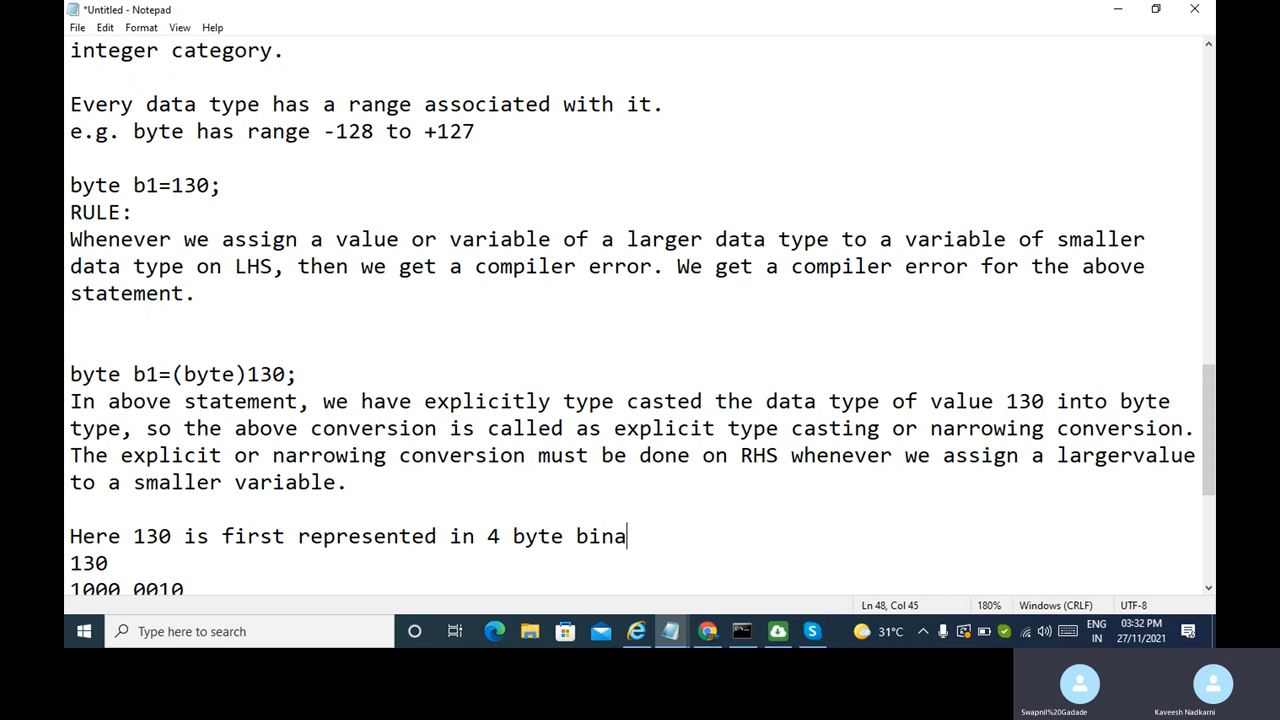 *Untitled - Notepad
File Edit Format View Help
integer category.
Every data type has a range associated with it.
e.g. byte has range -128 to +127
byte b1=130;
RULE:
Whenever we assign a value or variable of a larger data type to a variable of smaller
data type on LHS, then we get a compiler error. We get a compiler error for the above
statement.
byte b1=(byte)130;
In above statement, we have explicitly type casted the data type of value 130 into byte
type, so the above conversion is called as explicit type casting or narrowing conversion.
The explicit or narrowing conversion must be done on RHS whenever we assign a largervalue
to a smaller variable.
Here 130 is first represented in 4 byte bina
130
1000 0010
Ln 48, Col 45 180% Windows (CRLF) UTF-8
Type here to search
31°C
ENG
IN
03:32 PM
27/11/2021
Swapnil%20Gadade
Kaveesh Nadkarni